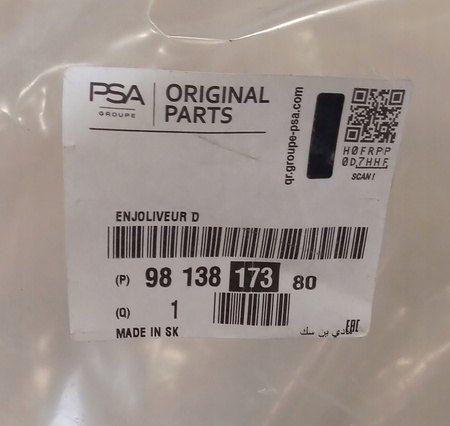 PSA
GROUPE
ORIGINAL
PARTS
qr.groupe-psa.com
H0FRPP
0D7HHF
SCAN!
ENJOLIVEUR D
(P) 98 138 173 80
(Q) 1
MADE IN SK
EAC